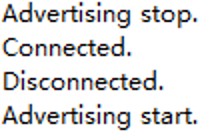 Advertising stop.
Connected.
Disconnected.
Advertising start.